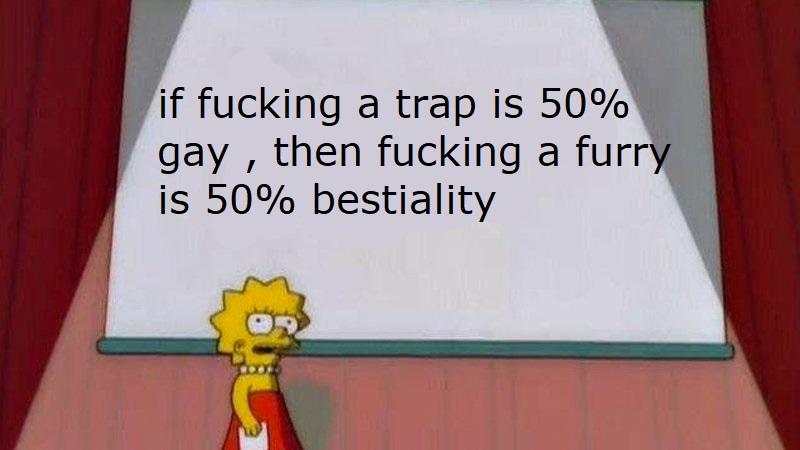 if fucking a trap is 50%
gay , then fucking a furry
is 50% bestiality